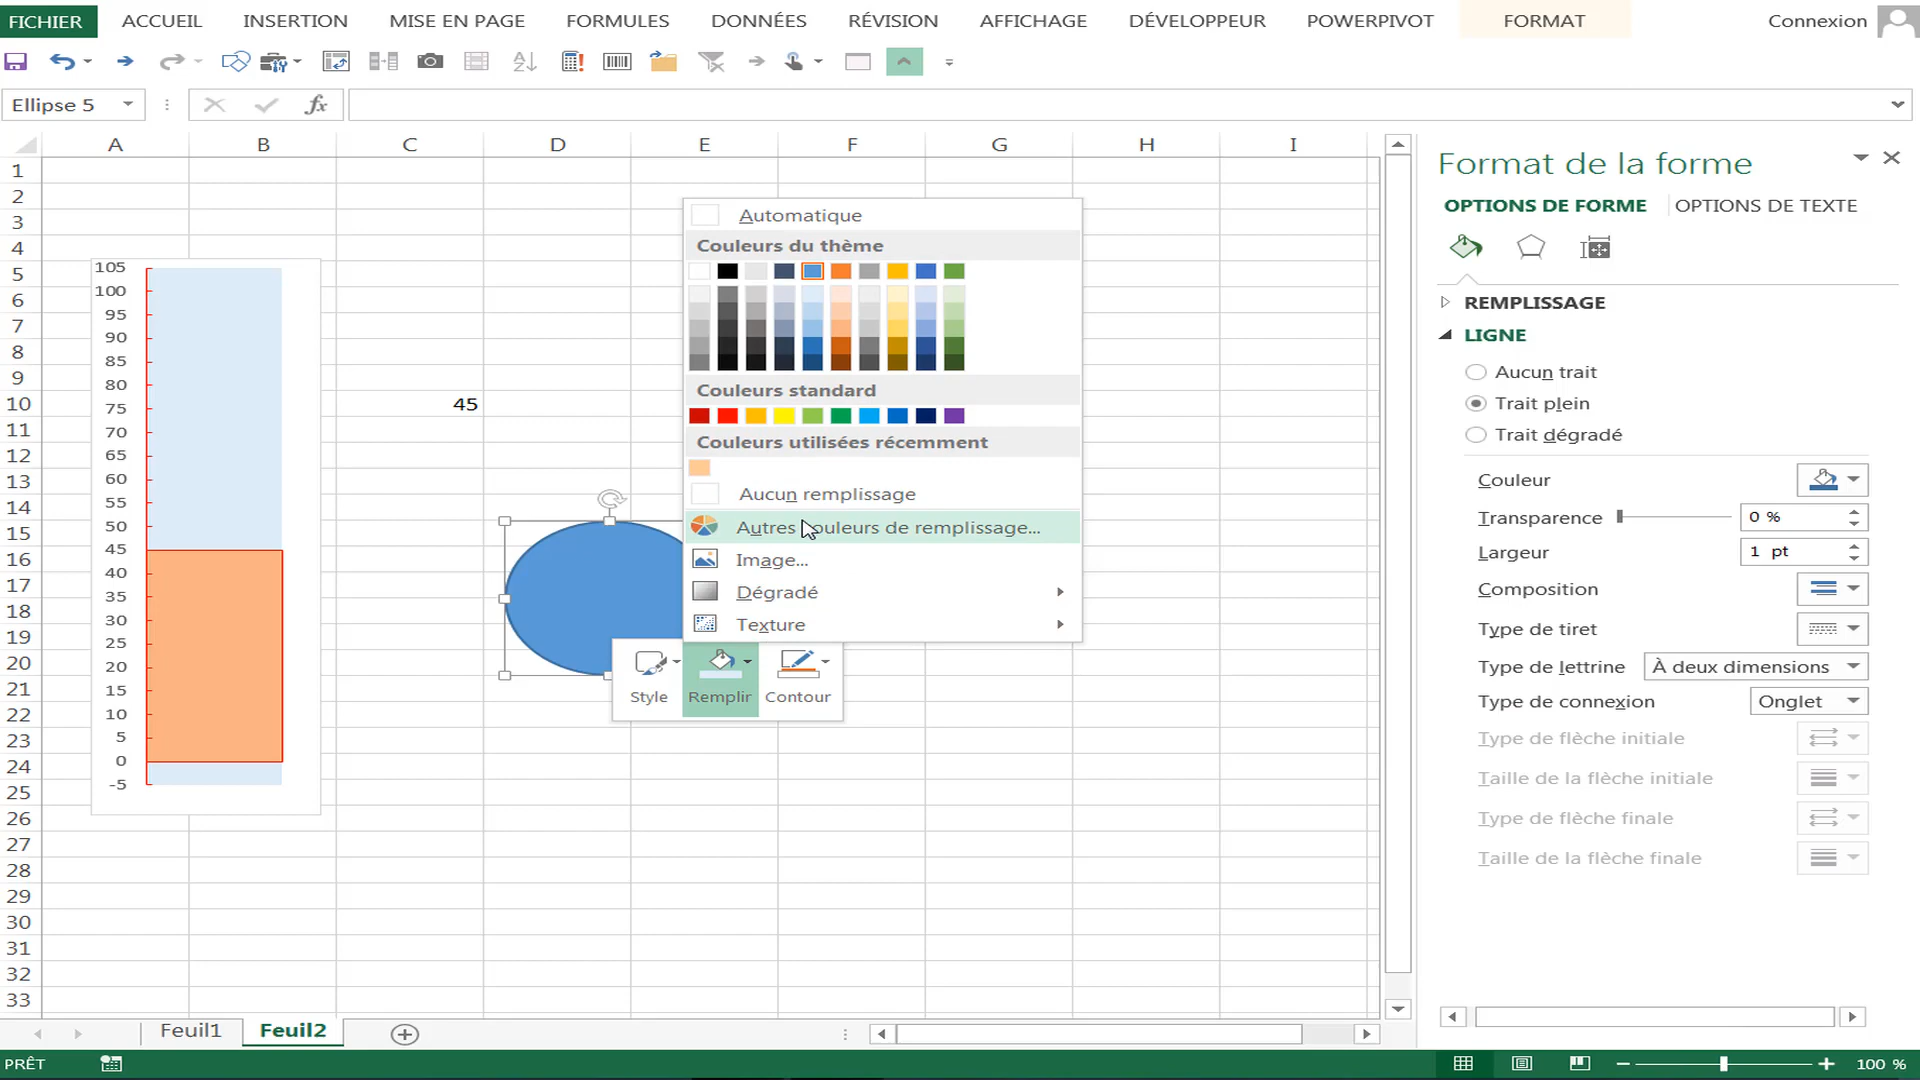 FICHIER ACCUEIL INSERTION MISE EN PAGE FORMULES DONNÉES RÉVISION AFFICHAGE DÉVELOPPEUR POWERPIVOT FORMAT Connexion
Ellipse 5 fx
A B C D E F G H I
1
2
3
4
5
6
7
8
9
10
11
12
13
14
15
16
17
18
19
20
21
22
23
24
25
26
27
28
29
30
31
32
33
105
100
95
90
85
80
75
70
65
60
55
50
45
40
35
30
25
20
15
10
5
0
-5
45
Automatique
Couleurs du thème
Couleurs standard
Couleurs utilisées récemment
Aucun remplissage
Autres couleurs de remplissage...
Image...
Dégradé
Texture
Style Remplir Contour
Format de la forme
OPTIONS DE FORME OPTIONS DE TEXTE
REMPLISSAGE
LIGNE
Aucun trait
Trait plein
Trait dégradé
Couleur
Transparence 0 %
Largeur 1 pt
Composition
Type de tiret
Type de lettrine À deux dimensions
Type de connexion Onglet
Type de flèche initiale
Taille de la flèche initiale
Type de flèche finale
Taille de la flèche finale
Feuil1 Feuil2
PRÊT 100 %